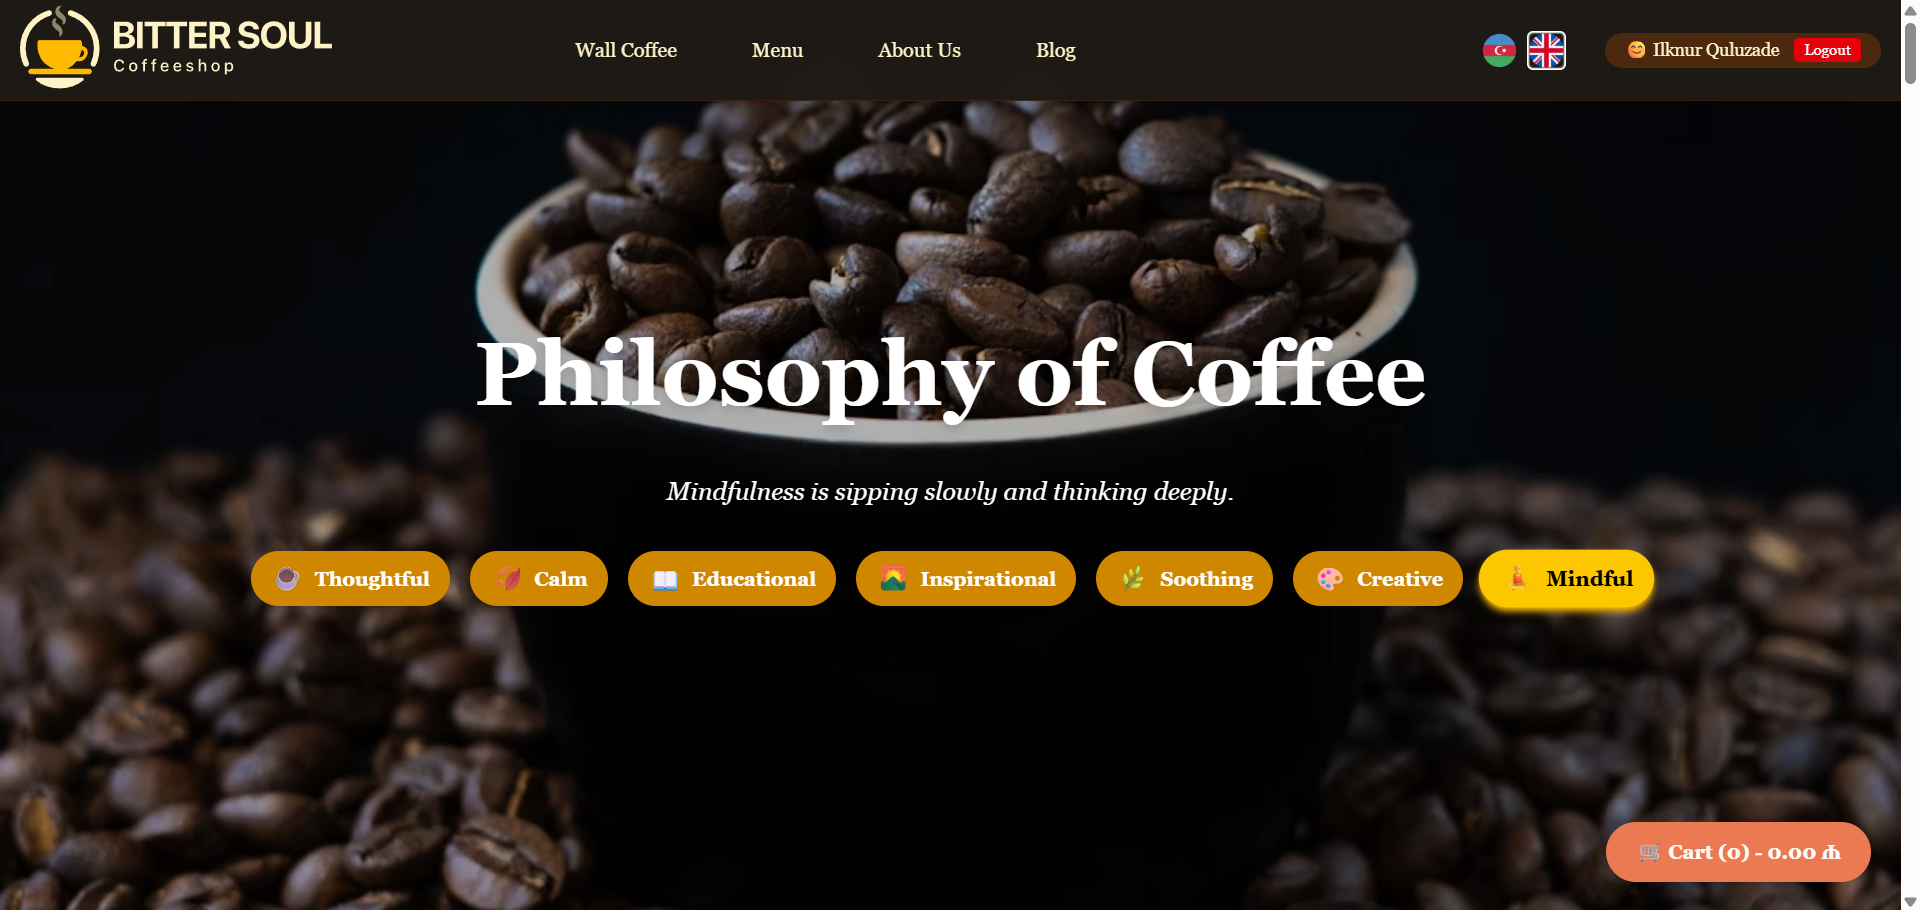 BITTER SOUL
Coffeeshop
Wall Coffee
Menu
About Us
Blog
Ilknur Quluzade
Logout
Philosophy of Coffee
Mindfulness is sipping slowly and thinking deeply.
Thoughtful
Calm
Educational
Inspirational
Soothing
Creative
Mindful
Cart (0) - 0.00 ₼